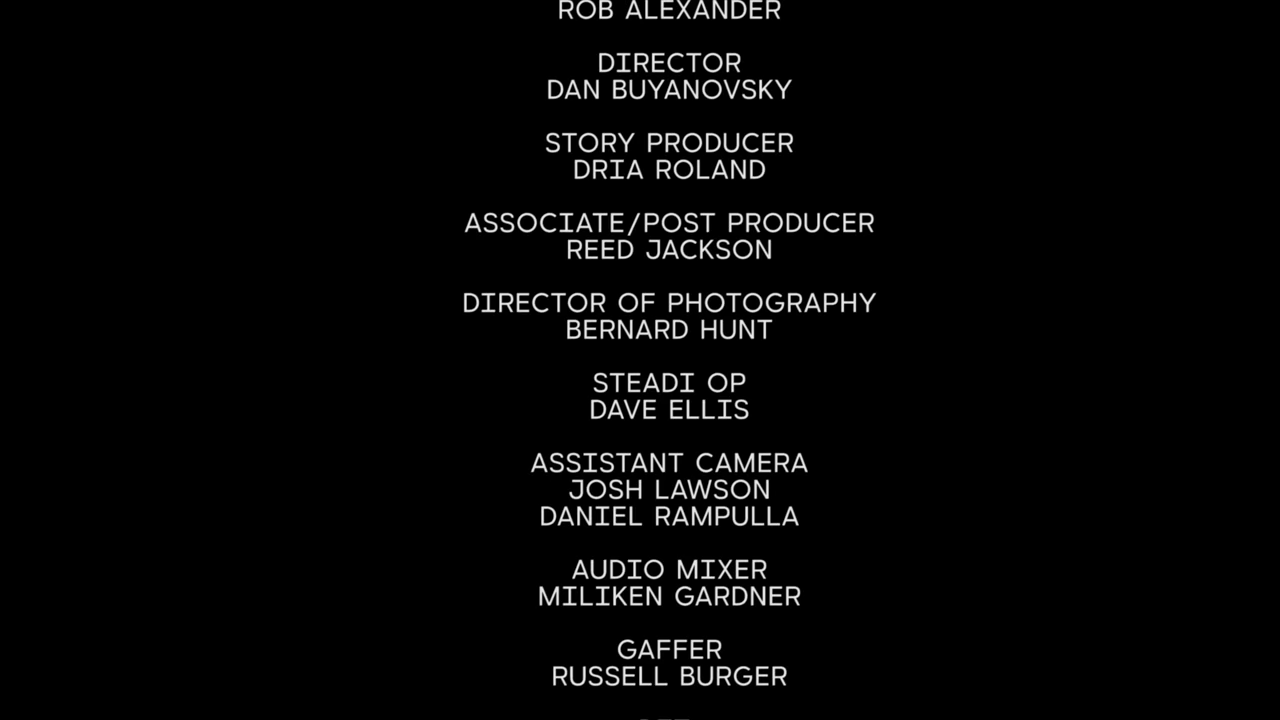 ROB ALEXANDER
DIRECTOR
DAN BUYANOVSKY
STORY PRODUCER
DRIA ROLAND
ASSOCIATE/POST PRODUCER
REED JACKSON
DIRECTOR OF PHOTOGRAPHY
BERNARD HUNT
STEADI OP
DAVE ELLIS
ASSISTANT CAMERA
JOSH LAWSON
DANIEL RAMPULLA
AUDIO MIXER
MILIKEN GARDNER
GAFFER
RUSSELL BURGER